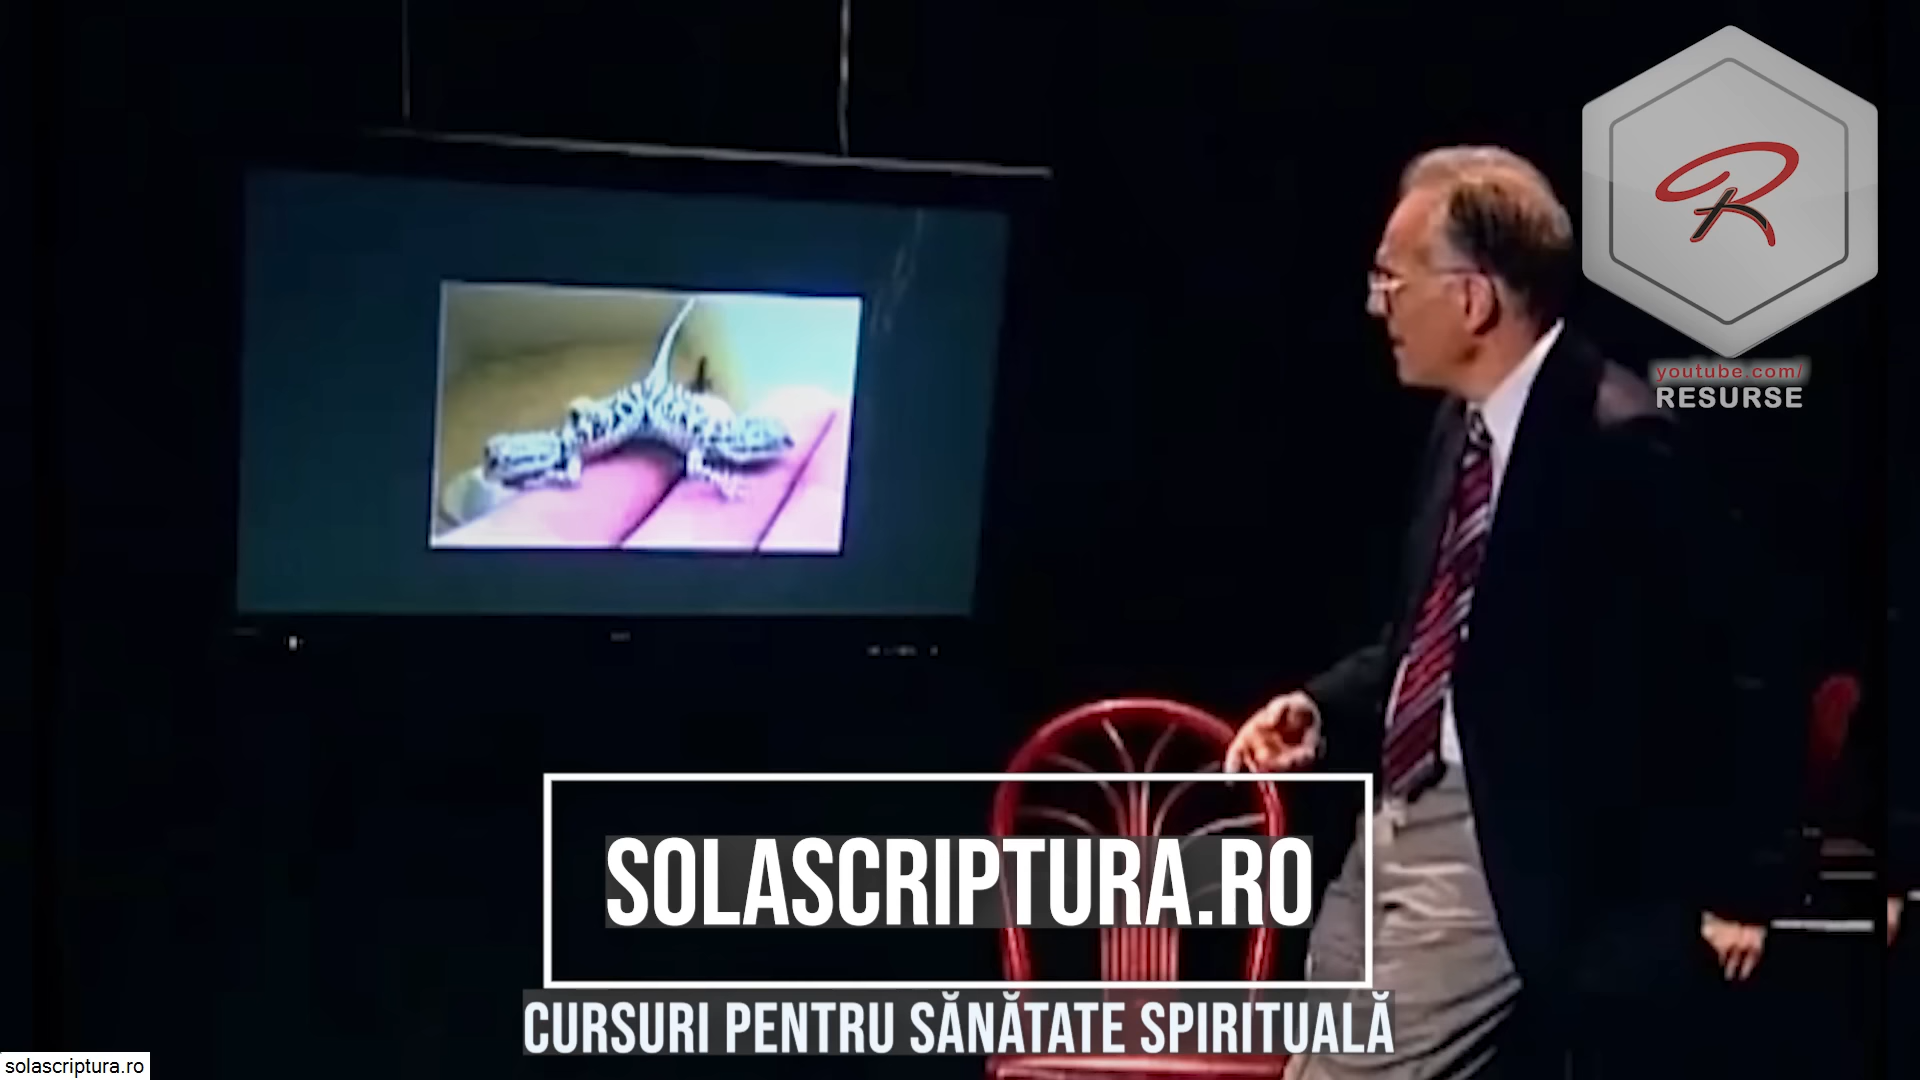 R
youtube.com/
RESURSE
SOLASCRIPTURA.RO
CURSURI PENTRU SĂNĂTATE SPIRITUALĂ
solascriptura.ro